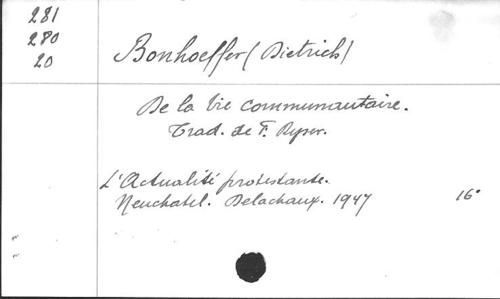 281
280
20
Bonhoeffer (Dietrich)
De la Vie communautaire.
Trad. de F. Ryser.
L'Actualité protestante.
Neuchatel. Delachaux. 1947 16°